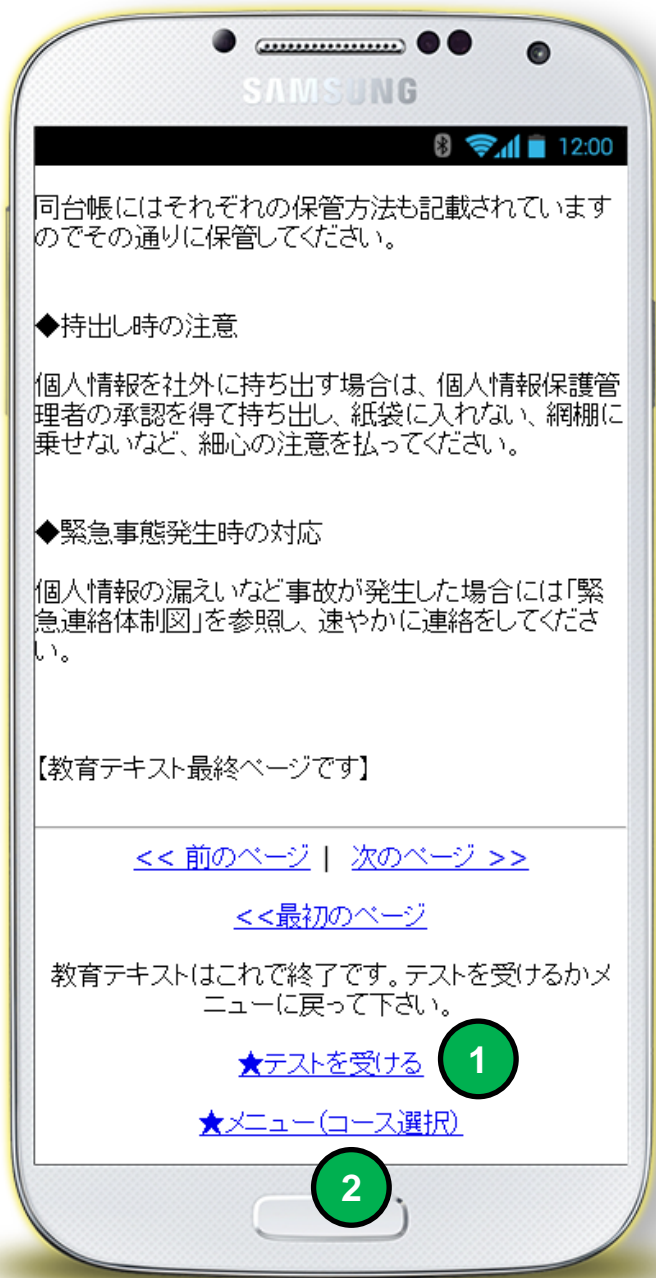 SAMSUNG
12:00
同台帳にはそれぞれの保管方法も記載されています
のでその通りに保管してください。
◆持出し時の注意
個人情報を社外に持ち出す場合は、個人情報保護管
理者の承認を得て持ち出し、紙袋に入れない、網棚に
乗せないなど、細心の注意を払ってください。
◆緊急事態発生時の対応
個人情報の漏えいなど事故が発生した場合には「緊
急連絡体制図」を参照し、速やかに連絡をしてくださ
い。
【教育テキスト最終ページです】
<< 前のページ | 次のページ >>
<<最初のページ
教育テキストはこれで終了です。テストを受けるかメ
ニューに戻って下さい。
★テストを受ける 1
★メニュー(コース選択)
2